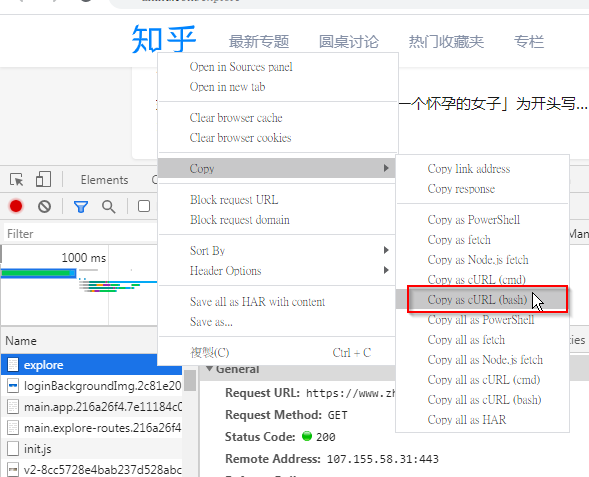 知乎 最新专题 圆桌讨论 热门收藏夹 专栏
Open in Sources panel
Open in new tab
一个怀孕的女子」为开头写...
Clear browser cache
Clear browser cookies
Copy
Copy link address
Copy response
Elements
Block request URL
Block request domain
Copy as PowerShell
Filter
Copy as fetch
Sort By
1000 ms
Copy as Node.js fetch
Header Options
Copy as cURL (cmd)
Save all as HAR with content
Copy as cURL (bash)
Save as...
Copy all as PowerShell
Name
Copy all as fetch
複製(C) Ctrl + C
Copy all as Node.js fetch
explore
General
Copy all as cURL (cmd)
loginBackgroundImg.2c81e20
Request URL: https://www.zh
Copy all as cURL (bash)
main.app.216a26f4.7e11184c0
Request Method: GET
Copy all as HAR
main.explore-routes.216a26f4
Status Code: 200
init.js
Remote Address: 107.155.58.31:443
v2-8cc5728e4bab237d528abc